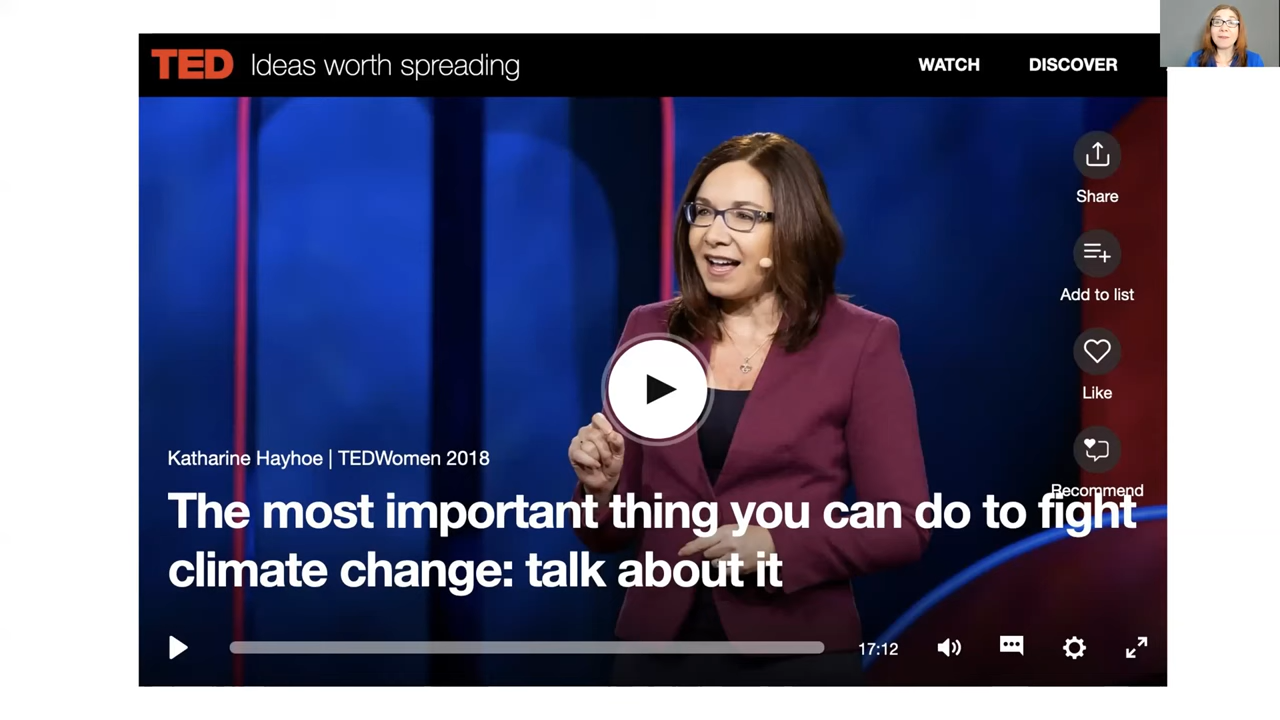 TED Ideas worth spreading WATCH DISCOVER
Share
Add to list
Like
Recommend
Katharine Hayhoe | TEDWomen 2018
The most important thing you can do to fight
climate change: talk about it
17:12